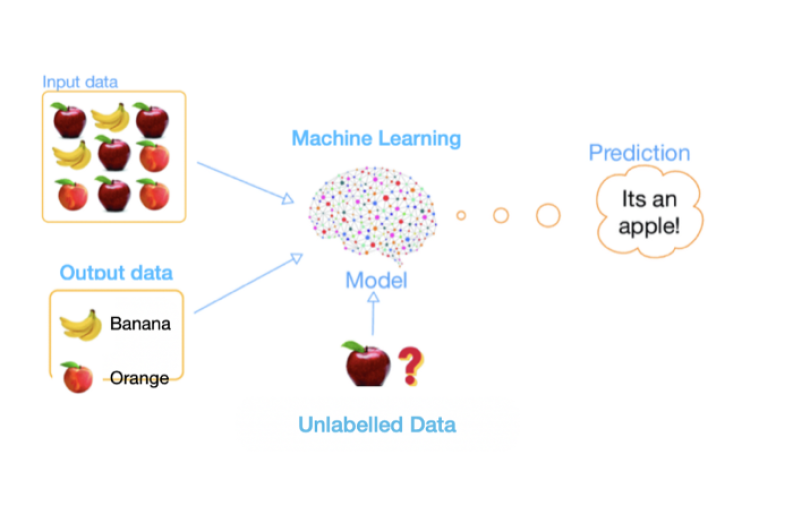 Input data
Machine Learning
Prediction
Its an
apple!
Output data
Model
Banana
Orange
?
Unlabelled Data